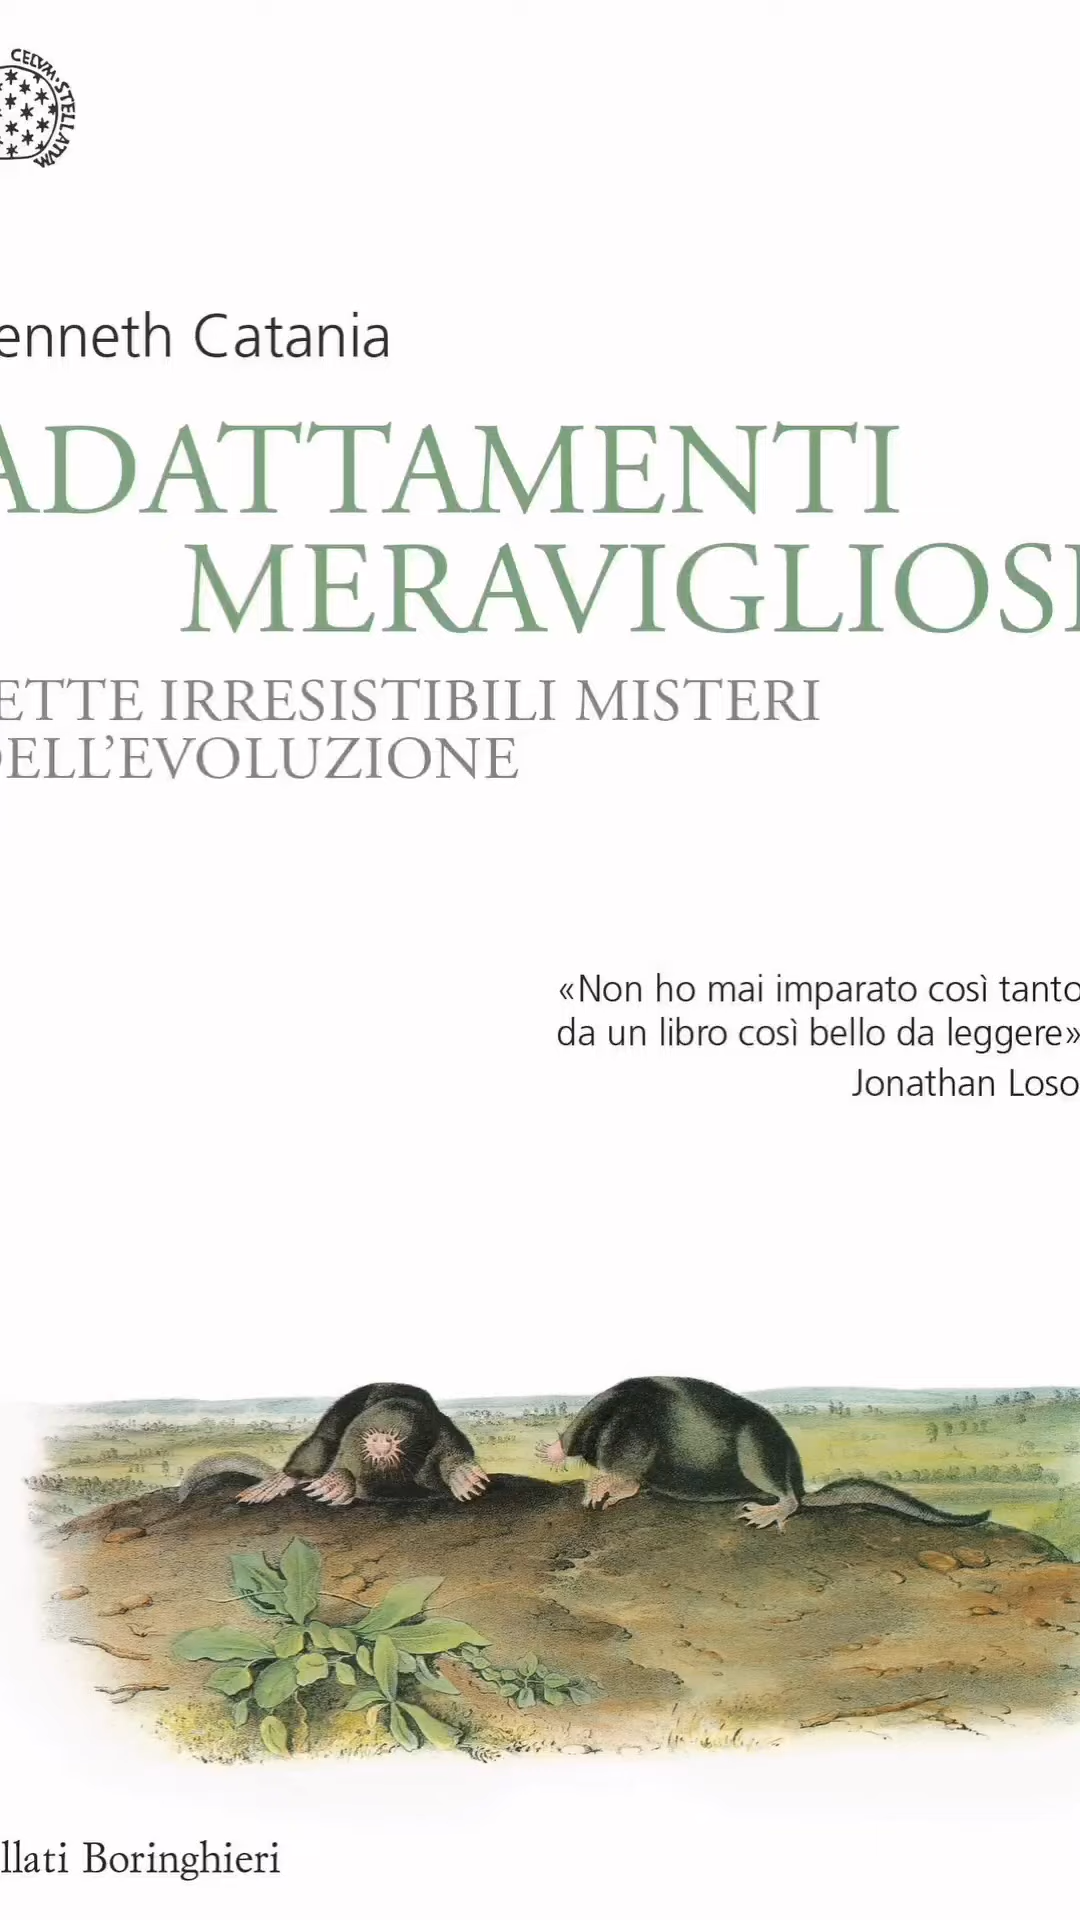 CELVM·STELLATVM
enneth Catania
ADATTAMENTI
MERAVIGLIOSI
ETTE IRRESISTIBILI MISTERI
DELL’EVOLUZIONE
«Non ho mai imparato così tanto
da un libro così bello da leggere»
Jonathan Loso
llati Boringhieri